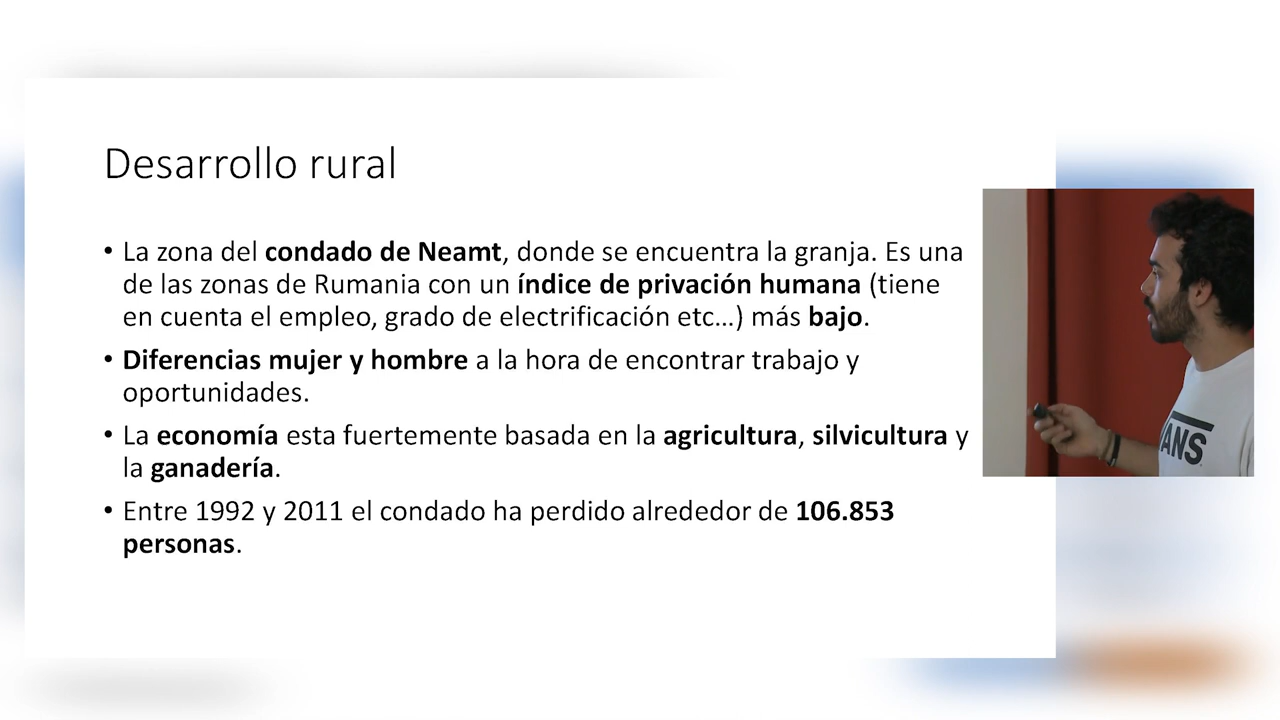 Desarrollo rural
• La zona del condado de Neamt, donde se encuentra la granja. Es una
de las zonas de Rumania con un índice de privación humana (tiene
en cuenta el empleo, grado de electrificación etc...) más bajo.
• Diferencias mujer y hombre a la hora de encontrar trabajo y
oportunidades.
• La economía esta fuertemente basada en la agricultura, silvicultura y
la ganadería.
• Entre 1992 y 2011 el condado ha perdido alrededor de 106.853
personas.
VANS